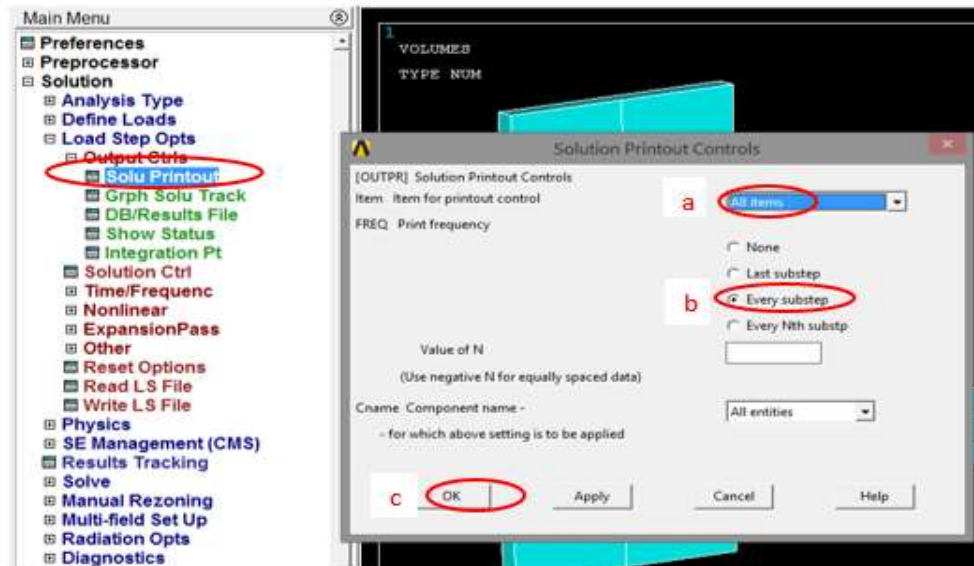 Main Menu
Preferences
Preprocessor
Solution
Analysis Type
Define Loads
Load Step Opts
Output Ctrls
Solu Printout
Grph Solu Track
DB/Results File
Show Status
Integration Pt
Solution Ctrl
Time/Frequenc
Nonlinear
ExpansionPass
Other
Reset Options
Read LS File
Write LS File
Physics
SE Management (CMS)
Results Tracking
Solve
Manual Rezoning
Multi-field Set Up
Radiation Opts
Diagnostics
1
VOLUMES
TYPE NUM
Solution Printout Controls
[OUTPR] Solution Printout Controls
Item Item for printout control
a
All items
FREQ Print frequency
None
Last substep
b
Every substep
Every Nth substp
Value of N
(Use negative N for equally spaced data)
Cname Component name -
All entities
- for which above setting is to be applied
c
OK
Apply
Cancel
Help